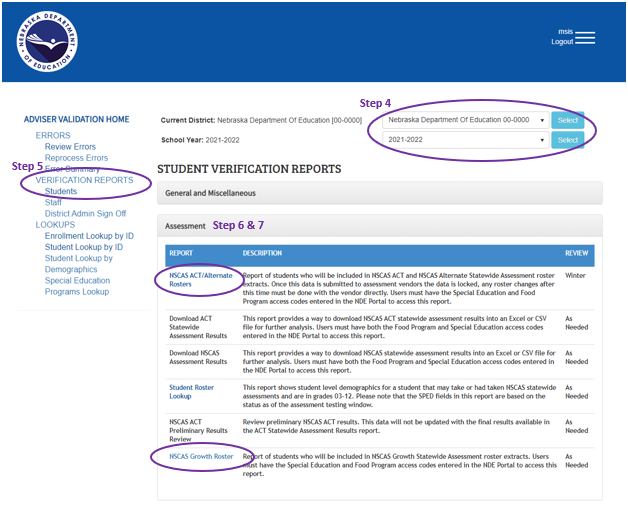 NEBRASKA DEPARTMENT
OF EDUCATION
msis
Logout
Step 4
ADVISER VALIDATION HOME
Current District: Nebraska Department Of Education [00-0000)
Nebraska Department Of Education 00-0000
Select
School Year: 2021-2022
2021-2022
Select
ERRORS
Review Errors
Reprocess Errors
Error Summary
Step 5
VERIFICATION REPORTS
Students
Staff
District Admin Sign Off
LOOKUPS
Enrollment Lookup by ID
Student Lookup by ID
Student Lookup by
Demographics
Special Education
Programs Lookup
STUDENT VERIFICATION REPORTS
General and Miscellaneous
Assessment Step 6 & 7
REPORT DESCRIPTION REVIEW
NSCAS ACT/Alternate Report of students who will be included in NSCAS ACT and NSCAS Alternate Statewide Assessment roster Winter
Rosters extracts. Once this data is submitted to assessment vendors the data is locked, any roster changes after
this time must be done with the vendor directly. Users must have the Special Education and Food
Program access codes entered in the NDE Portal to access this report.
Download ACT This report provides a way to download NSCAS ACT statewide assessment results into an Excel or CSV As
Statewide file for further analysis. Users must have both the Food Program and Special Education access codes Needed
Assessment Results entered in the NDE Portal to access this report.
Download NSCAS This report provides a way to download NSCAS statewide assessment results into an Excel or CSV file for As
Assessment Results further analysis. Users must have both the Food Program and Special Education access codes entered in Needed
the NDE Portal to access this report.
Student Roster This report shows student level demographics for a student that may take or had taken NSCAS statewide As
Lookup assessments and are in grades 03-12. Please note that the SPED fields in this report are based on the Needed
status as of the assessment testing window.
NSCAS ACT Review preliminary NSCAS ACT results. This data will not be updated with the final results available in As
Preliminary Results the ACT Statewide Assessment Results report. Needed
Review
NSCAS Growth Roster Report of students who will be included in NSCAS Growth Statewide Assessment roster extracts. Users As
must have the Special Education and Food Program access codes entered in the NDE Portal to access this Needed
report.